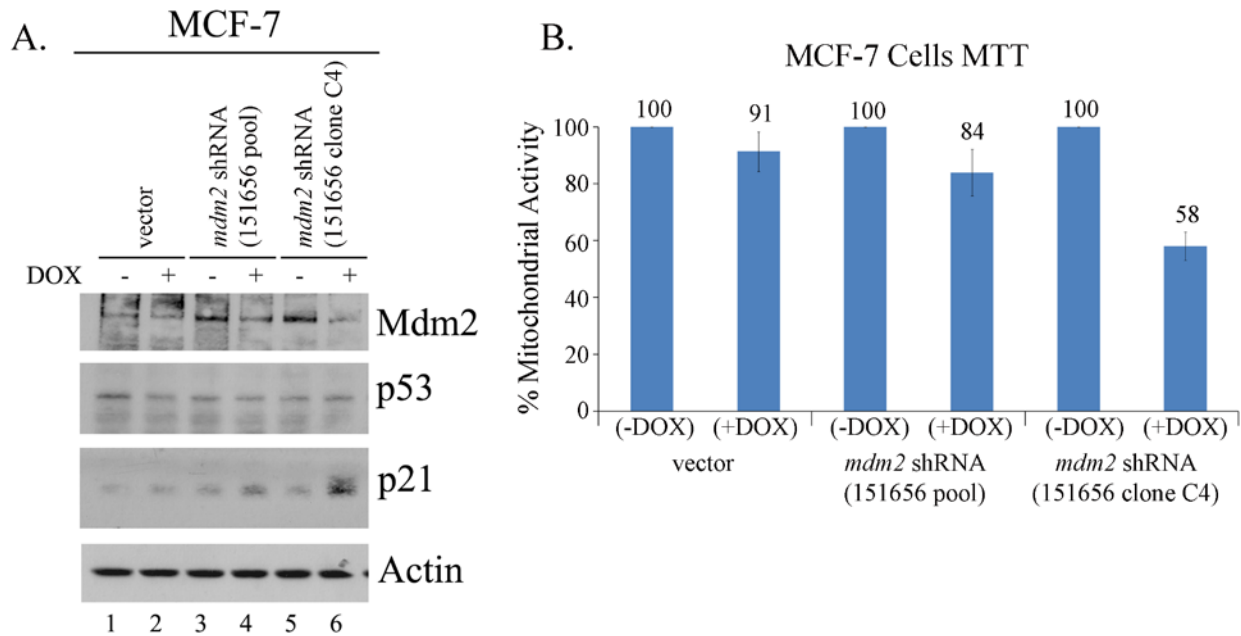 A.
MCF-7
vector
mdm2 shRNA
(151656 pool)
mdm2 shRNA
(151656 clone C4)
DOX - + - + - +
Mdm2
p53
p21
Actin
1 2 3 4 5 6
B.
MCF-7 Cells MTT
% Mitochondrial Activity
100
80
60
40
20
0
100 91 100 84 100 58
(-DOX) (+DOX) (-DOX) (+DOX) (-DOX) (+DOX)
vector mdm2 shRNA mdm2 shRNA
(151656 pool) (151656 clone C4)